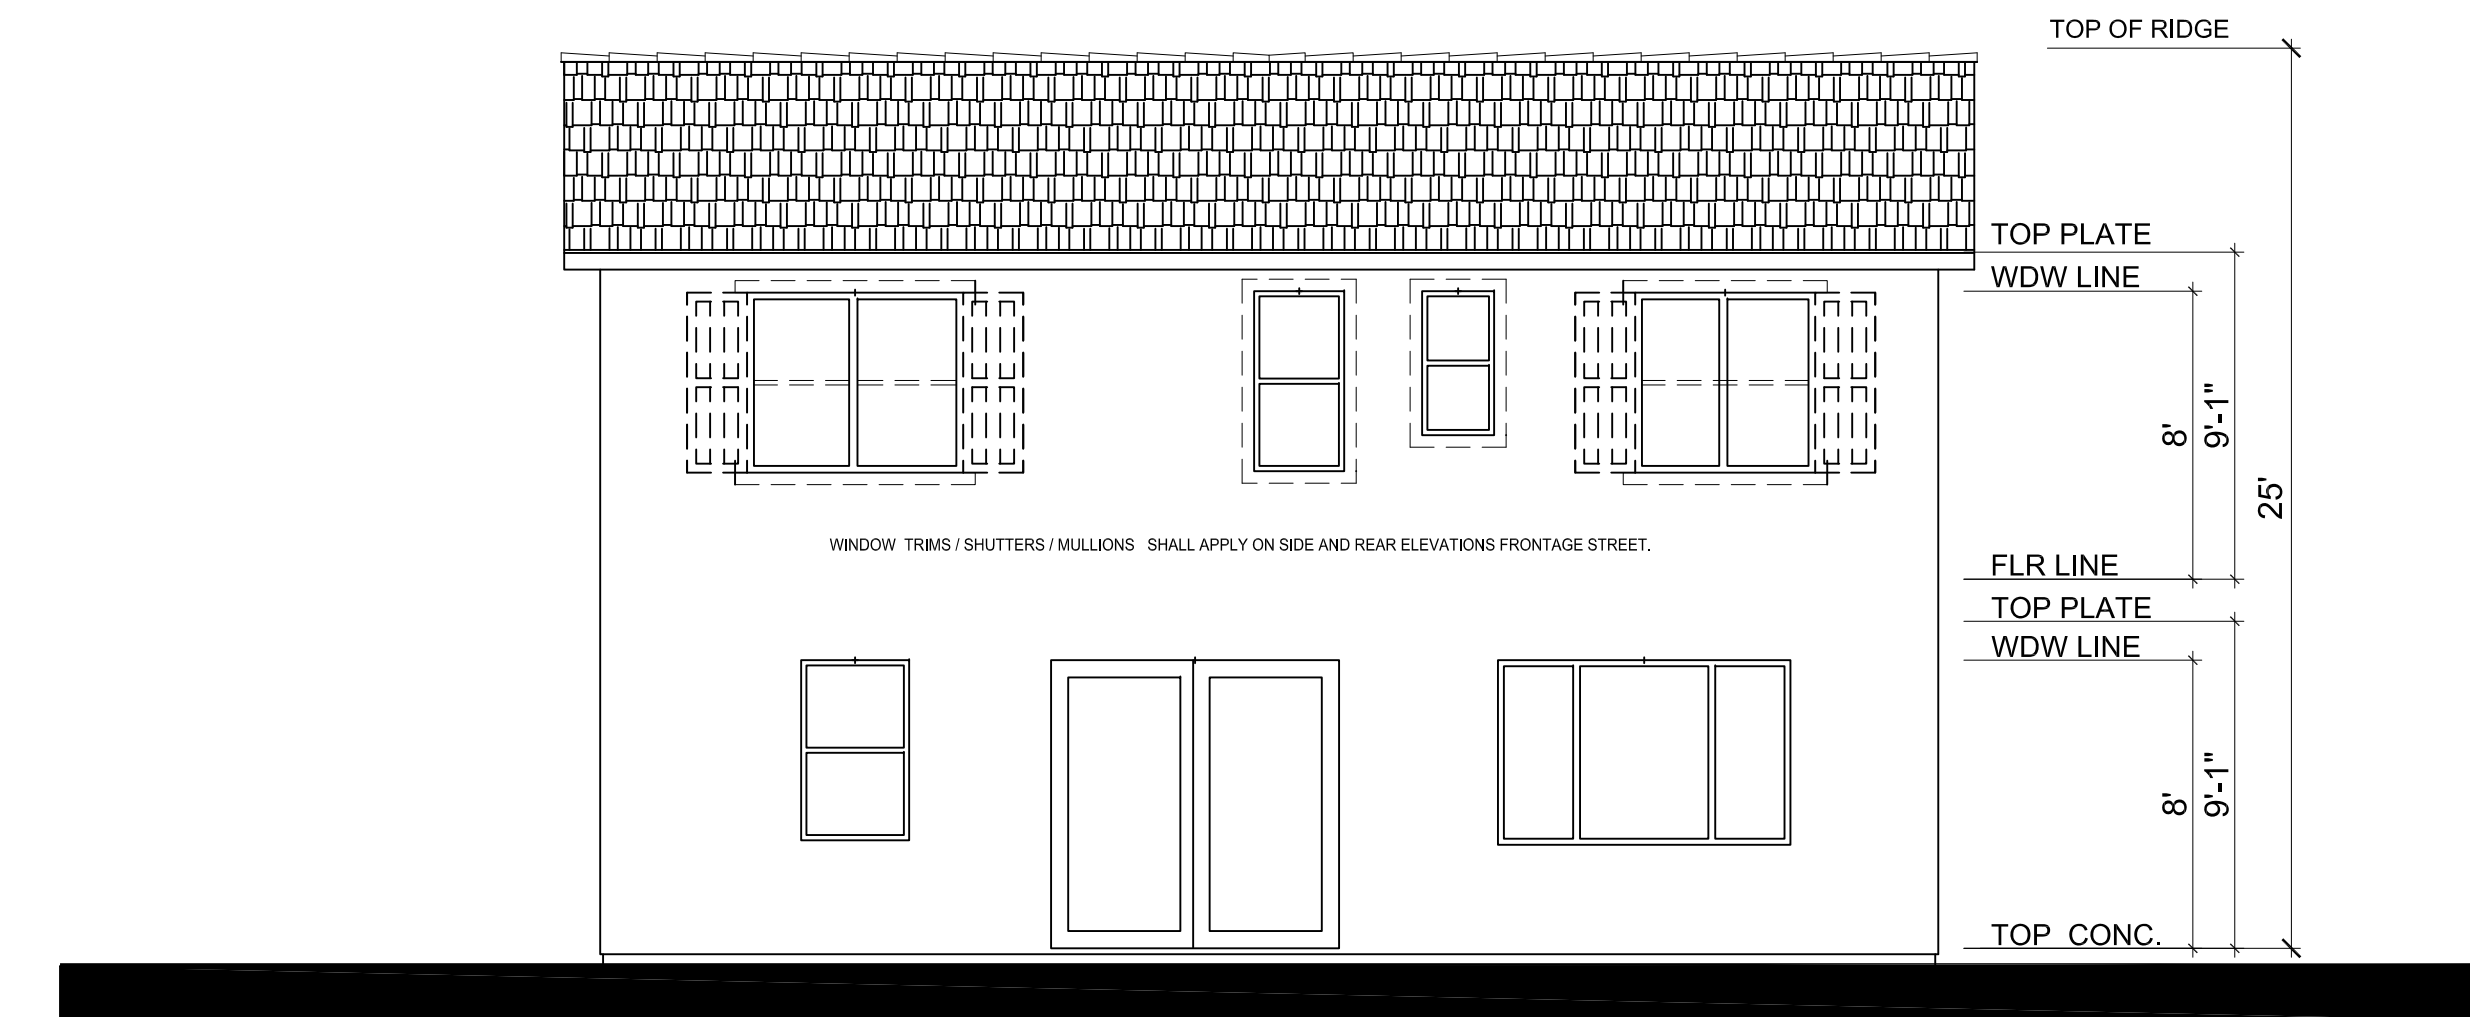 TOP OF RIDGE
TOP PLATE
WDW LINE
8'
9'-1"
25'
WINDOW TRIMS / SHUTTERS / MULLIONS SHALL APPLY ON SIDE AND REAR ELEVATIONS FRONTAGE STREET.
FLR LINE
TOP PLATE
WDW LINE
8'
9'-1"
TOP CONC.